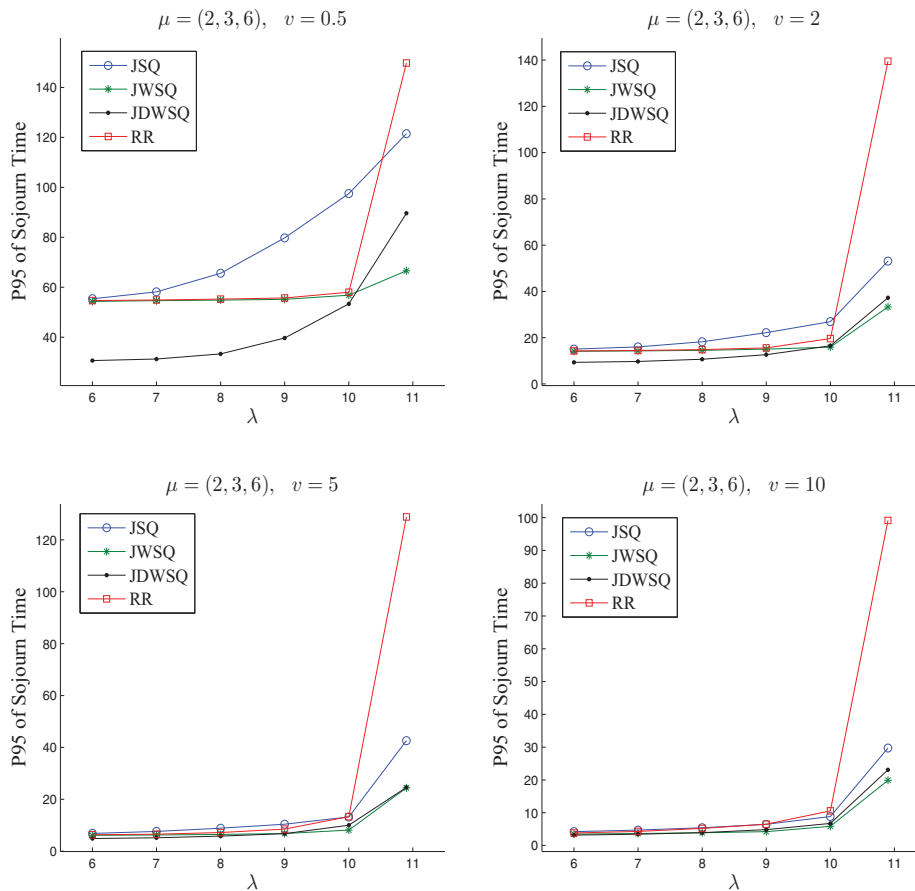 μ = (2, 3, 6), v = 0.5
P95 of Sojourn Time
140
120
100
80
60
40
6 7 8 9 10 11
λ
JSQ
JWSQ
JDWSQ
RR
μ = (2, 3, 6), v = 2
P95 of Sojourn Time
140
120
100
80
60
40
20
0
6 7 8 9 10 11
λ
JSQ
JWSQ
JDWSQ
RR
μ = (2, 3, 6), v = 5
P95 of Sojourn Time
120
100
80
60
40
20
0
6 7 8 9 10 11
λ
JSQ
JWSQ
JDWSQ
RR
μ = (2, 3, 6), v = 10
P95 of Sojourn Time
100
90
80
70
60
50
40
30
20
10
0
6 7 8 9 10 11
λ
JSQ
JWSQ
JDWSQ
RR